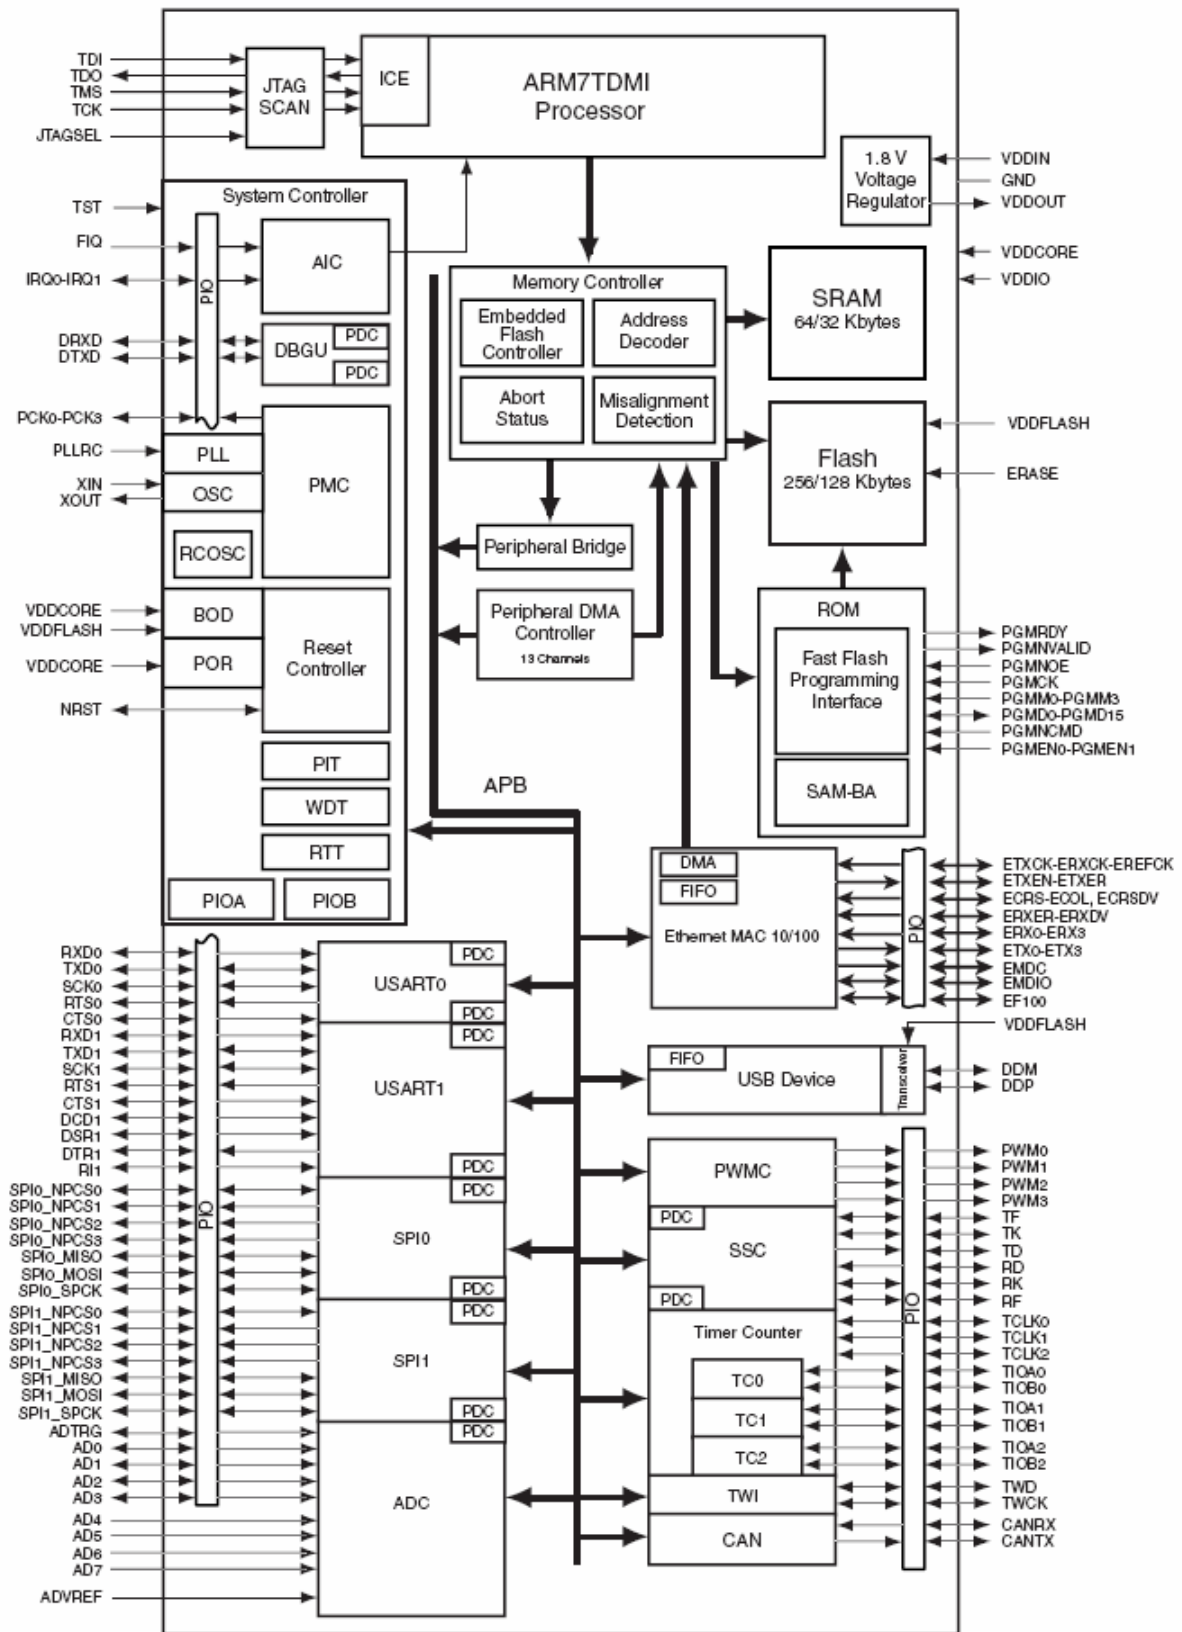 TDI
TDO
TMS
TCK
JTAGSEL
JTAG
SCAN
ICE
ARM7TDMI
Processor
1.8 V
Voltage
Regulator
VDDIN
GND
VDDOUT
VDDCORE
VDDIO
TST
FIQ
IRQ0-IRQ1
DRXD
DTXD
PCK0-PCK3
PLLRC
XIN
XOUT
VDDCORE
VDDFLASH
VDDCORE
NRST
System Controller
PIO
AIC
DBGU
PDC
PDC
PLL
OSC
RCOSC
PMC
BOD
POR
Reset
Controller
PIT
WDT
RTT
PIOA
PIOB
Memory Controller
Embedded
Flash
Controller
Address
Decoder
Abort
Status
Misalignment
Detection
Peripheral Bridge
Peripheral DMA
Controller
13 Channels
APB
SRAM
64/32 Kbytes
Flash
256/128 Kbytes
VDDFLASH
ERASE
ROM
Fast Flash
Programming
Interface
SAM-BA
PGMRDY
PGMNVALID
PGMNOE
PGMCK
PGMM0-PGMM3
PGMD0-PGMD15
PGMNCMD
PGMEN0-PGMEN1
DMA
FIFO
Ethernet MAC 10/100
PIO
ETXCK-ERXCK-EREFCK
ETXEN-ETXER
ECRS-ECOL, ECRSDV
ERXER-ERXDV
ERX0-ERX3
ETX0-ETX3
EMDC
EMDIO
EF100
VDDFLASH
FIFO
USB Device
Transceiver
DDM
DDP
RXD0
TXD0
SCK0
RTS0
CTS0
RXD1
TXD1
SCK1
RTS1
CTS1
DCD1
DSR1
DTR1
RI1
SPI0_NPCS0
SPI0_NPCS1
SPI0_NPCS2
SPI0_NPCS3
SPI0_MISO
SPI0_MOSI
SPI0_SPCK
SPI1_NPCS0
SPI1_NPCS1
SPI1_NPCS2
SPI1_NPCS3
SPI1_MISO
SPI1_MOSI
SPI1_SPCK
ADTRG
AD0
AD1
AD2
AD3
AD4
AD5
AD6
AD7
ADVREF
PIO
PDC
USART0
PDC
PDC
USART1
PDC
PDC
SPI0
PDC
PDC
SPI1
PDC
PDC
ADC
PWMC
PDC
SSC
PDC
Timer Counter
TC0
TC1
TC2
TWI
CAN
PIO
PWM0
PWM1
PWM2
PWM3
TF
TK
TD
RD
RK
RF
TCLK0
TCLK1
TCLK2
TIOA0
TIOB0
TIOA1
TIOB1
TIOA2
TIOB2
TWD
TWCK
CANRX
CANTX